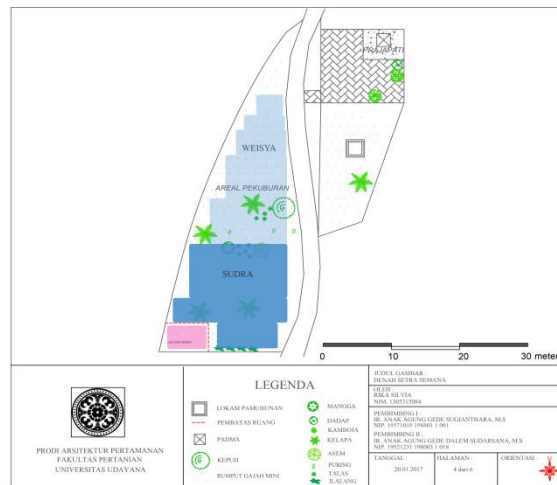 PRAJAPATI
WEISYA
AREAL PEKUBURAN
SUDRA
0 10 20 30 meter
LEGENDA
LOKASI PAMUHUNAN
PEMBATAS RUANG
PADMA
KEPUH
RUMPUT GAJAH MINI
MANGGA
DADAP
KAMBOJA
KELAPA
ASEM
PURING
TALAS
ILALANG
PRODI ARSITEKTUR PERTAMANAN
FAKULTAS PERTANIAN
UNIVERSITAS UDAYANA
JUDUL GAMBAR :
DENAH SETRA SEMANA
OLEH :
RIKA SILVIA
NIM. 1305315004
PEMBIMBING I :
IR. ANAK AGUNG GEDE SUGIANTHARA, M.S
NIP. 19571019 198601 1 001
PEMBIMBING II :
IR. ANAK AGUNG GEDE DALEM SUDARSANA, M.S
NIP. 19521231 198003 1 018
TANGGAL HALAMAN ORIENTASI
20.01.2017 4 dari 6